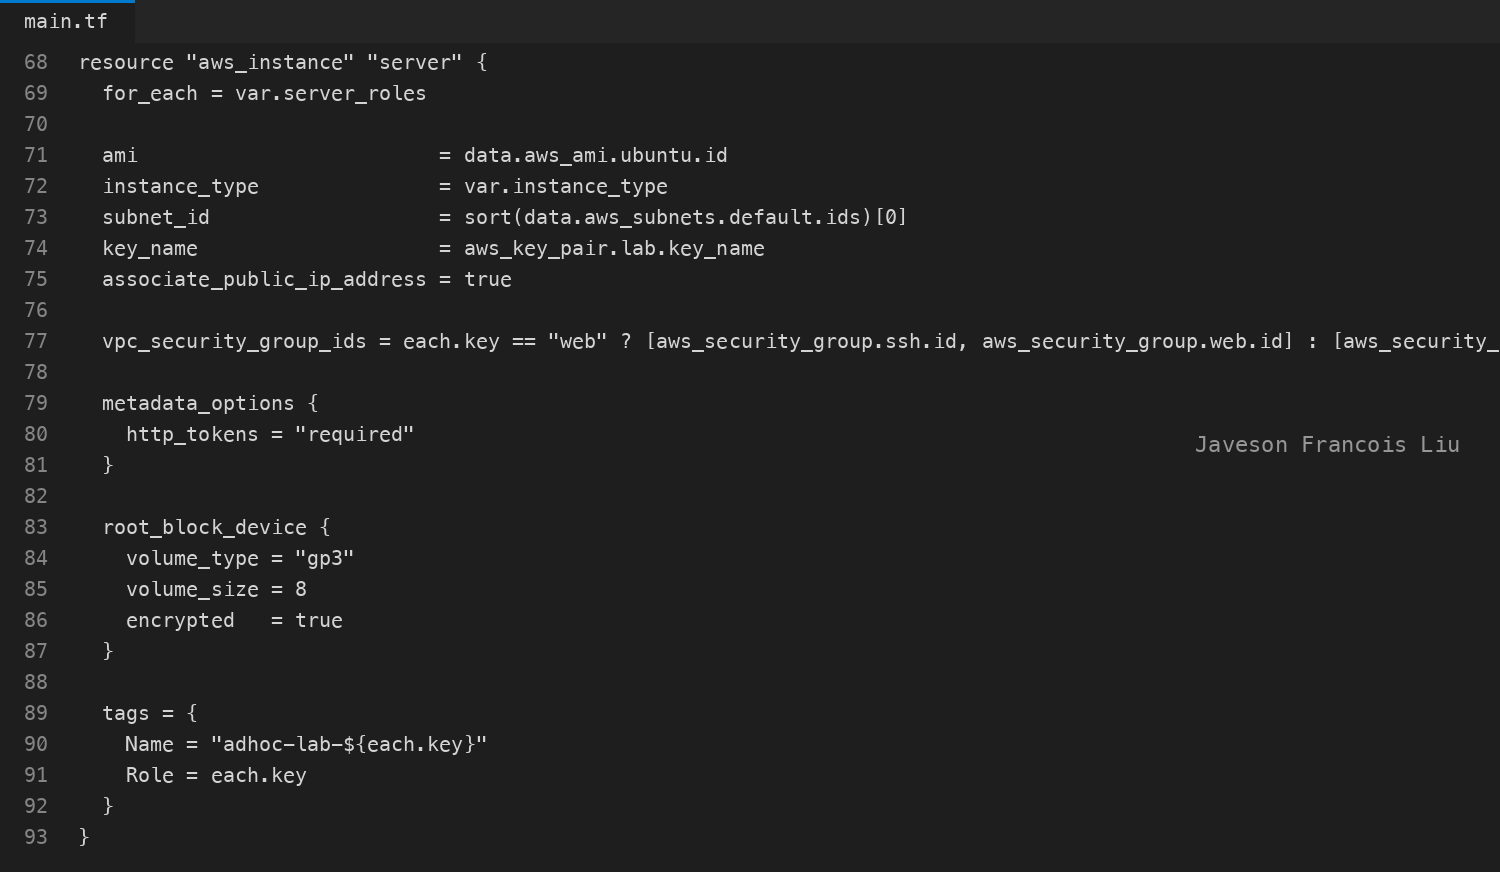 main.tf
68 resource "aws_instance" "server" {
69   for_each = var.server_roles
70
71   ami                         = data.aws_ami.ubuntu.id
72   instance_type               = var.instance_type
73   subnet_id                   = sort(data.aws_subnets.default.ids)[0]
74   key_name                    = aws_key_pair.lab.key_name
75   associate_public_ip_address = true
76
77   vpc_security_group_ids = each.key == "web" ? [aws_security_group.ssh.id, aws_security_group.web.id] : [aws_security_
78
79   metadata_options {
80     http_tokens = "required"
Javeson Francois Liu
81   }
82
83   root_block_device {
84     volume_type = "gp3"
85     volume_size = 8
86     encrypted   = true
87   }
88
89   tags = {
90     Name = "adhoc-lab-${each.key}"
91     Role = each.key
92   }
93 }